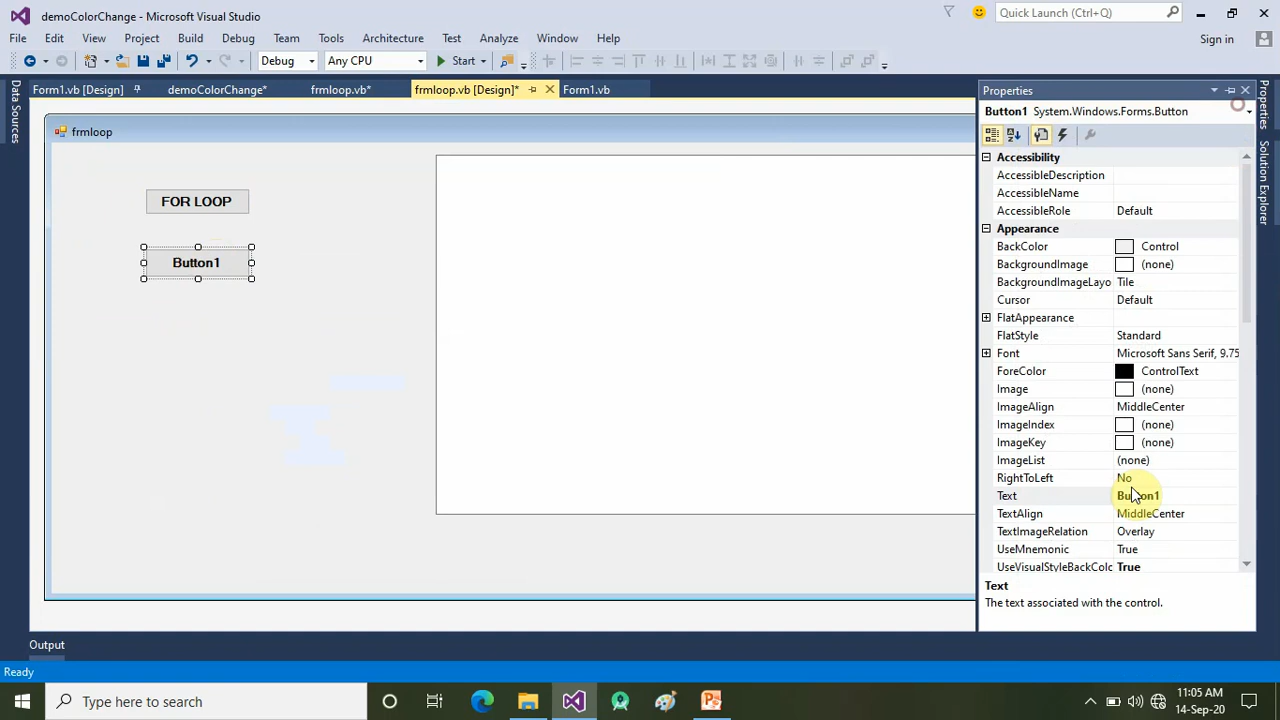 demoColorChange - Microsoft Visual Studio
Quick Launch (Ctrl+Q)
File Edit View Project Build Debug Team Tools Architecture Test Analyze Window Help
Sign in
Debug Any CPU Start
Form1.vb [Design] demoColorChange* frmloop.vb* frmloop.vb [Design]* Form1.vb
Data Sources
frmloop
FOR LOOP
Button1
Properties
Button1 System.Windows.Forms.Button
Accessibility
AccessibleDescription
AccessibleName
AccessibleRole Default
Appearance
BackColor Control
BackgroundImage (none)
BackgroundImageLayo Tile
Cursor Default
FlatAppearance
FlatStyle Standard
Font Microsoft Sans Serif, 9.75
ForeColor ControlText
Image (none)
ImageAlign MiddleCenter
ImageIndex (none)
ImageKey (none)
ImageList (none)
RightToLeft No
Text Button1
TextAlign MiddleCenter
TextImageRelation Overlay
UseMnemonic True
UseVisualStyleBackColo True
Text
The text associated with the control.
Properties
Solution Explorer
Output
Ready
Type here to search
11:05 AM
14-Sep-20